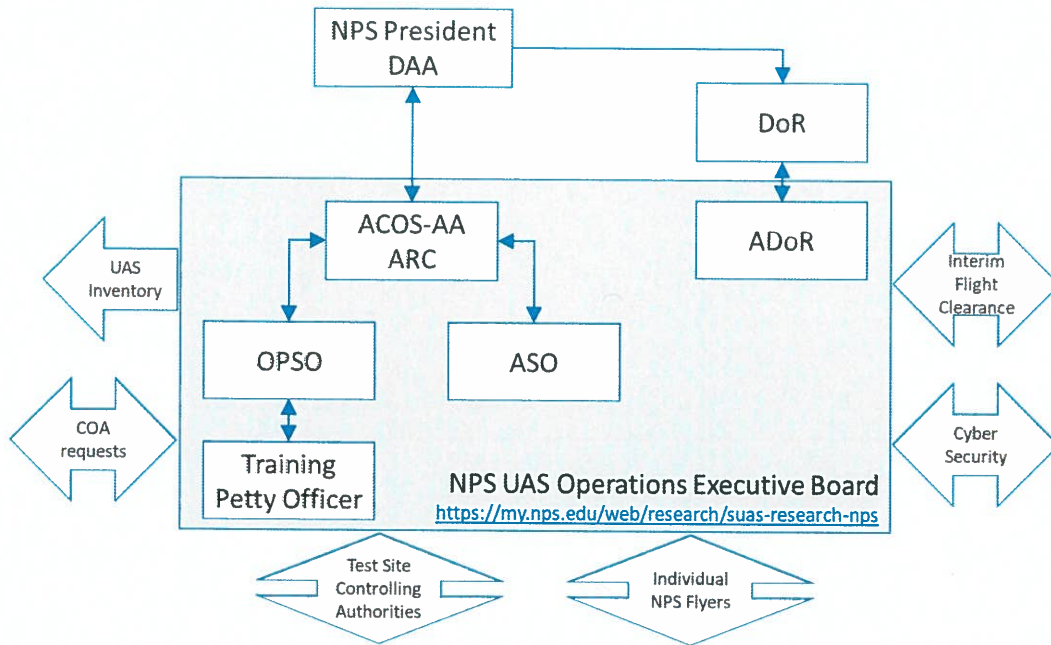 NPS President
DAA
DoR
ACOS-AA
ARC
ADoR
UAS
Inventory
Interim
Flight
Clearance
OPSO
ASO
COA
requests
Cyber
Security
Training
Petty Officer
NPS UAS Operations Executive Board
https://my.nps.edu/web/research/suas-research-nps
Test Site
Controlling
Authorities
Individual
NPS Flyers